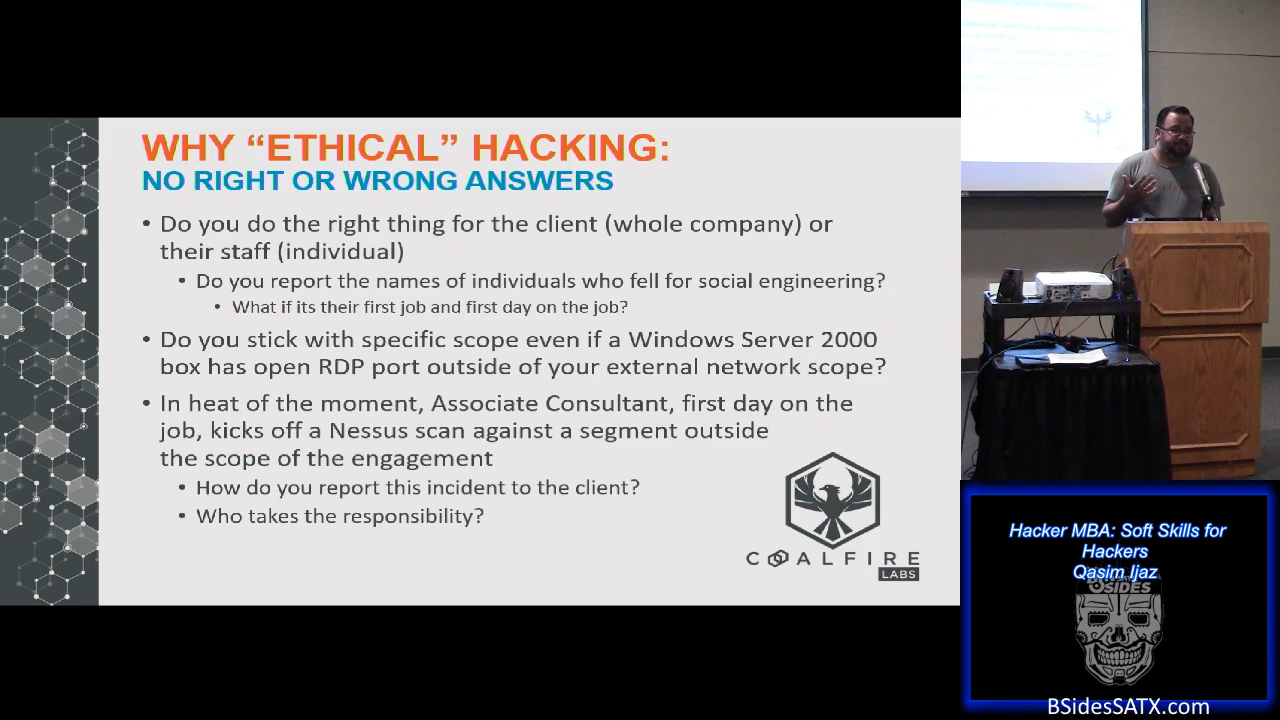 WHY “ETHICAL” HACKING:
NO RIGHT OR WRONG ANSWERS
• Do you do the right thing for the client (whole company) or
their staff (individual)
• Do you report the names of individuals who fell for social engineering?
• What if its their first job and first day on the job?
• Do you stick with specific scope even if a Windows Server 2000
box has open RDP port outside of your external network scope?
• In heat of the moment, Associate Consultant, first day on the
job, kicks off a Nessus scan against a segment outside
the scope of the engagement
• How do you report this incident to the client?
• Who takes the responsibility?
COALFIRE
LABS
Hacker MBA: Soft Skills for
Hackers
Qasim Ijaz
BSIDES
BSidesSATX.com